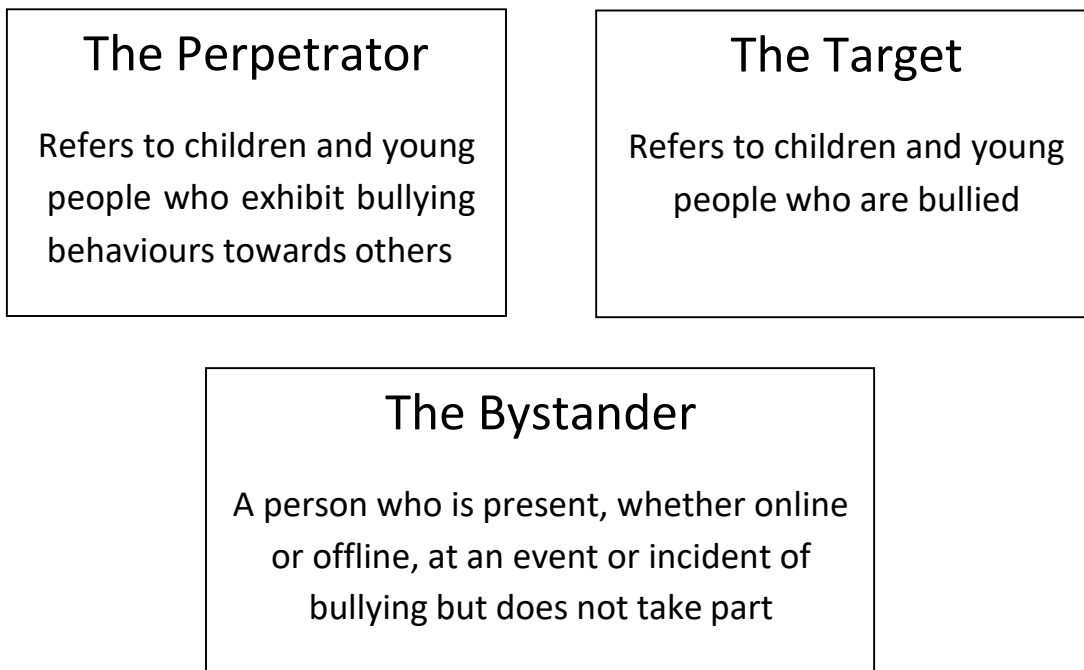 The Perpetrator
Refers to children and young
people who exhibit bullying
behaviours towards others
The Target
Refers to children and young
people who are bullied
The Bystander
A person who is present, whether online
or offline, at an event or incident of
bullying but does not take part